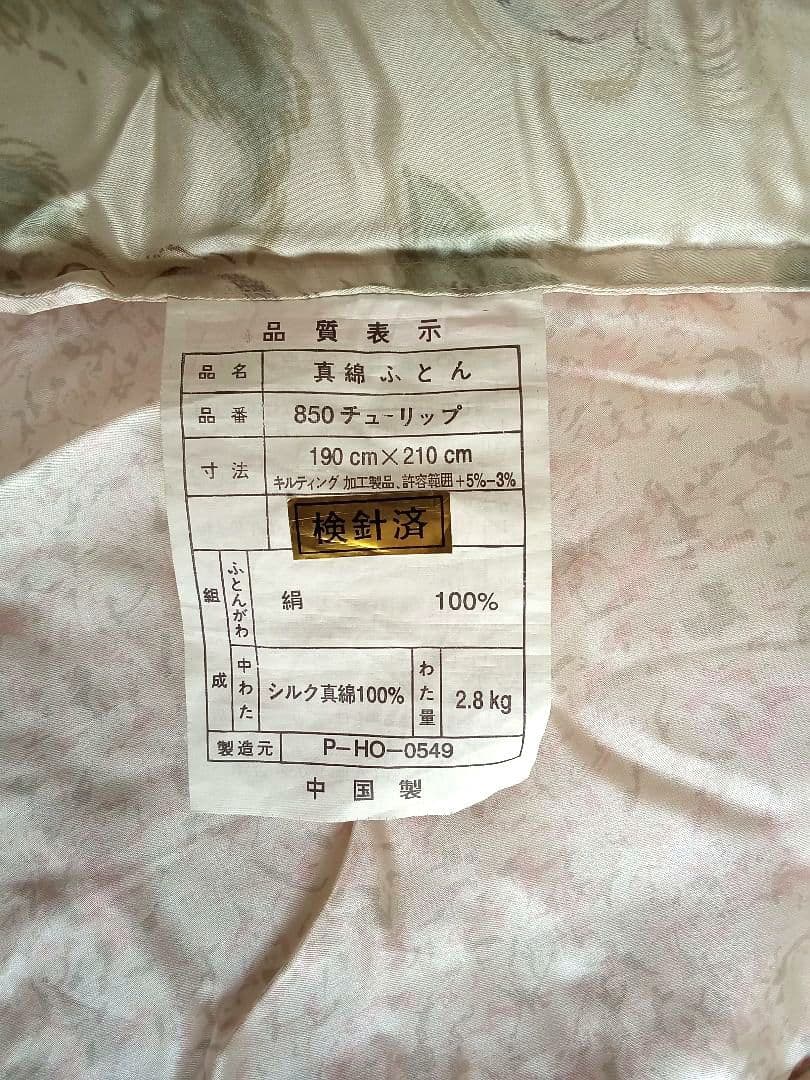 品質表示
品名 真綿ふとん
品番 850チューリップ
寸法 190 cm×210 cm
キルティング加工製品、許容範囲+5%-3%
検針済
組成 ふとんがわ 絹 100%
中わた シルク真綿100% わた量 2.8 kg
製造元 P-HO-0549
中国製